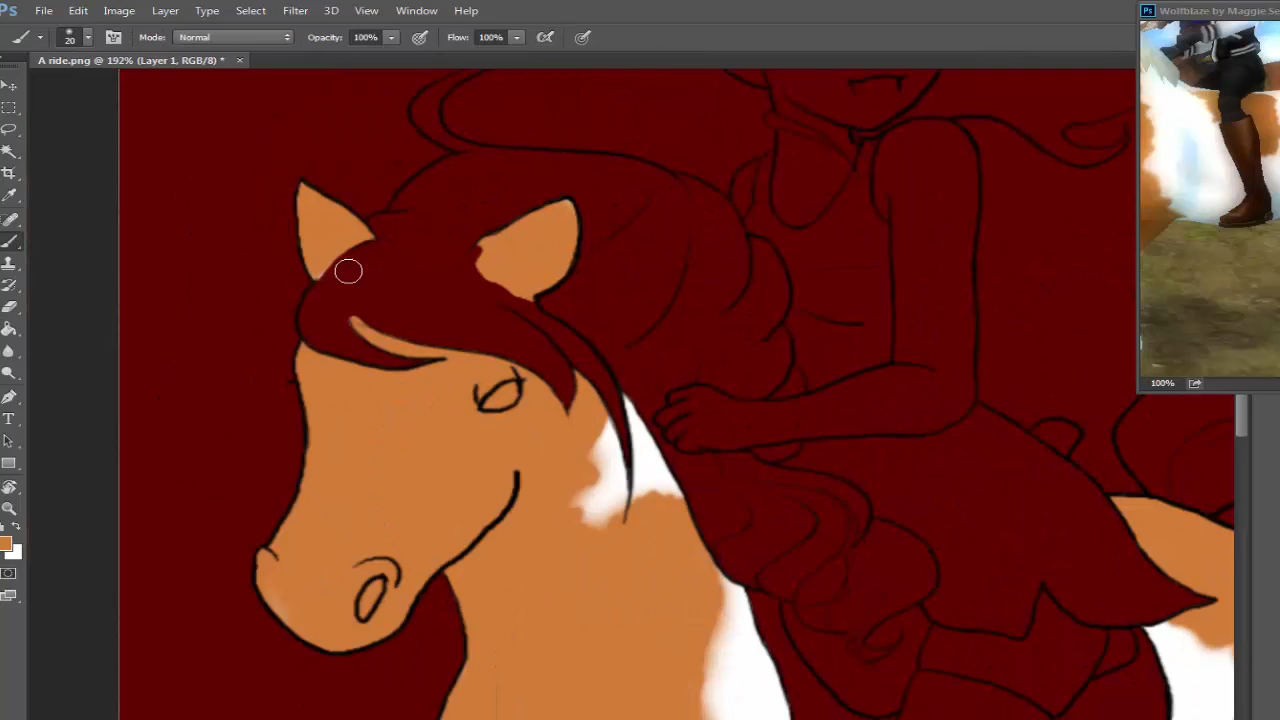 Ps File Edit Image Layer Type Select Filter 3D View Window Help
20 Mode: Normal Opacity: 100% Flow: 100%
A ride.png @ 192% (Layer 1, RGB/8) * ×
Ps Wolfblaze by Maggie Se
100%
T